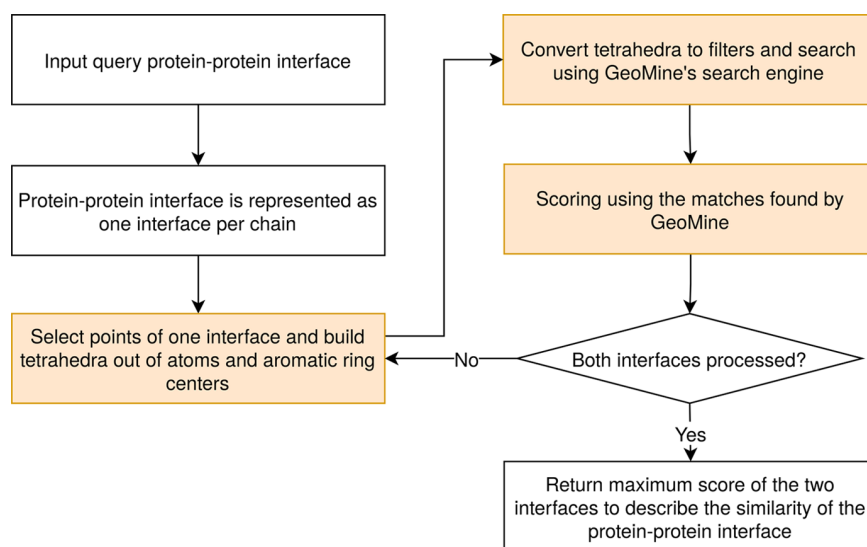 Input query protein-protein interface
Protein-protein interface is represented as
one interface per chain
Select points of one interface and build
tetrahedra out of atoms and aromatic ring
centers
Convert tetrahedra to filters and search
using GeoMine's search engine
Scoring using the matches found by
GeoMine
Both interfaces processed?
No
Yes
Return maximum score of the two
interfaces to describe the similarity of the
protein-protein interface